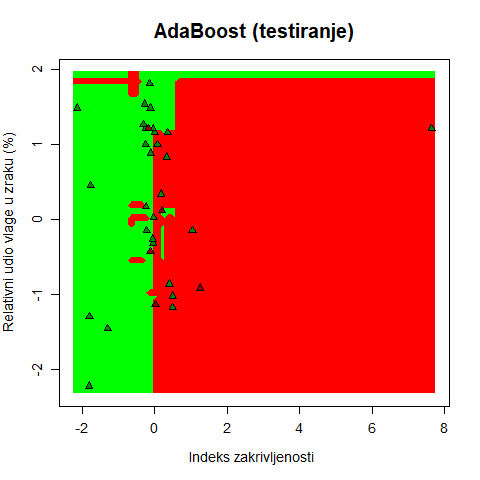 AdaBoost (testiranje)
Relativni udio vlage u zraku (%)
2
1
0
-1
-2
-2 0 2 4 6 8
Indeks zakrivljenosti